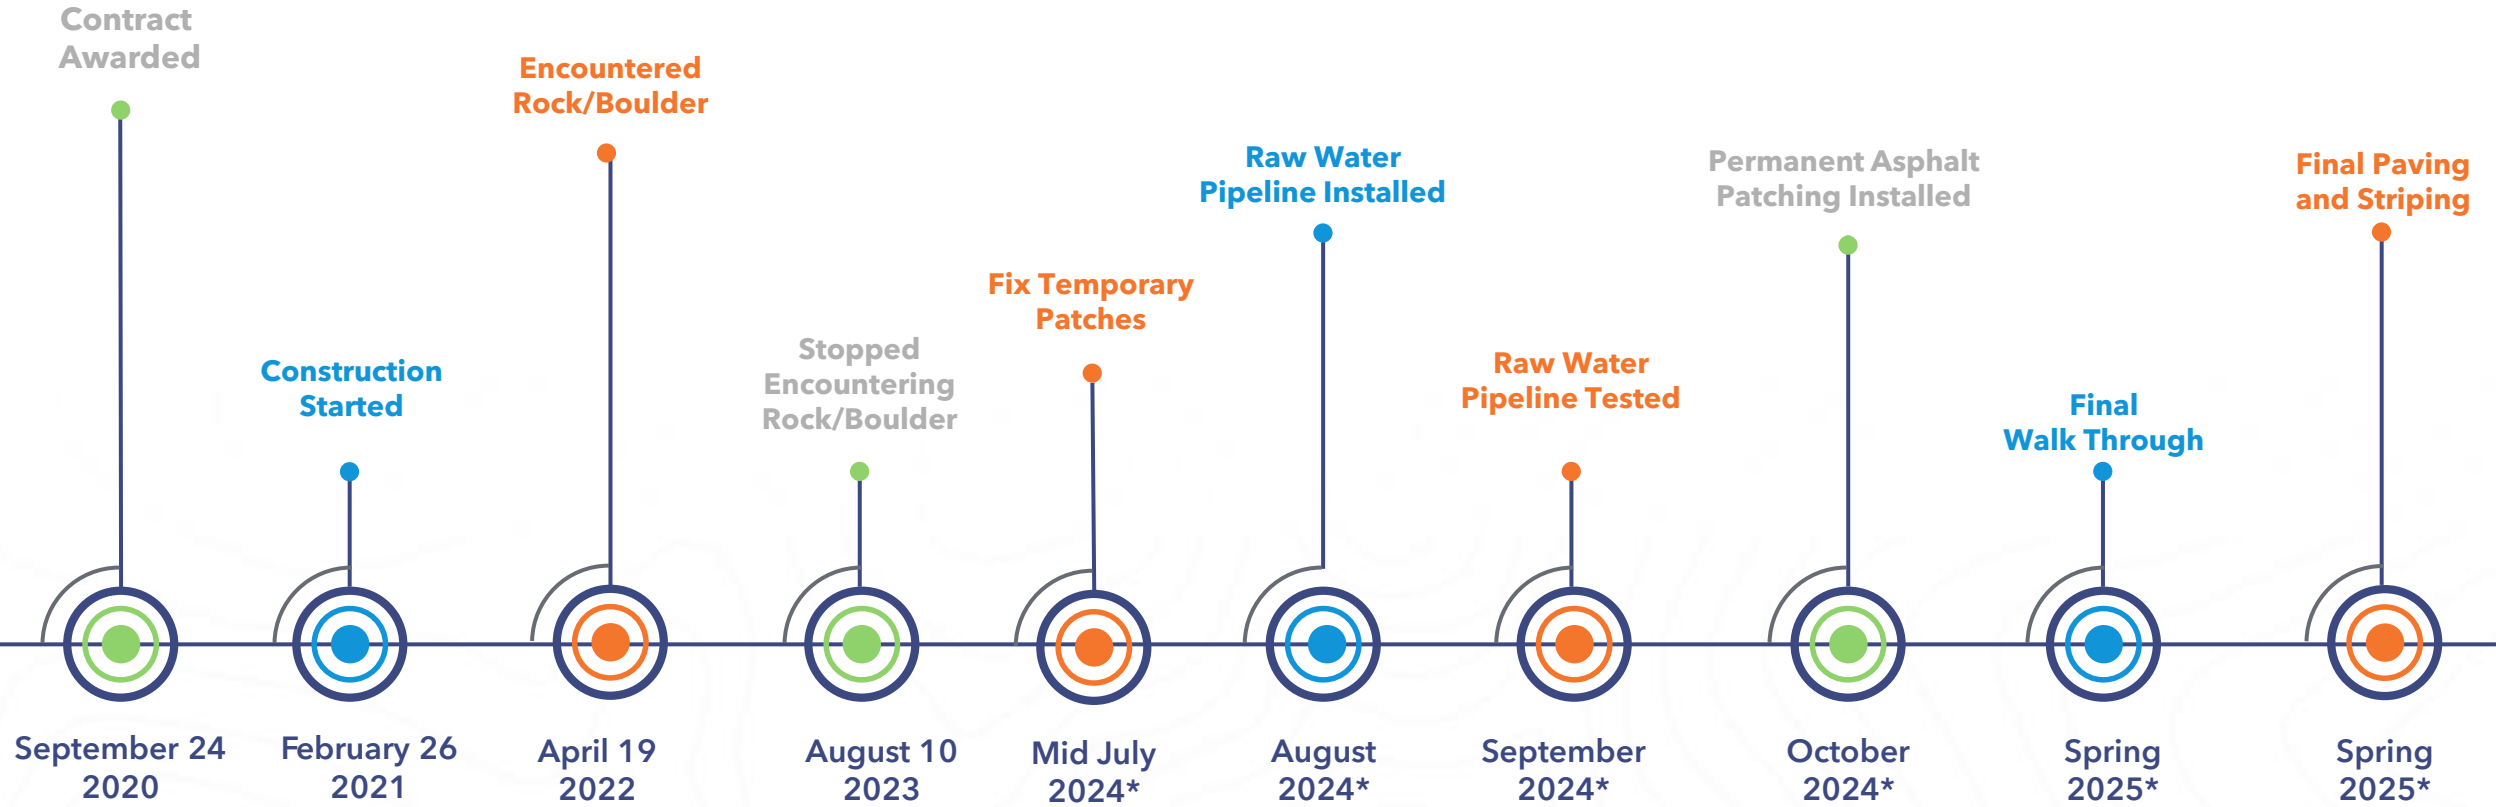 Contract
Awarded
September 24
2020
Construction
Started
February 26
2021
Encountered
Rock/Boulder
April 19
2022
Stopped
Encountering
Rock/Boulder
August 10
2023
Fix Temporary
Patches
Mid July
2024*
Raw Water
Pipeline Installed
August
2024*
Raw Water
Pipeline Tested
September
2024*
Permanent Asphalt
Patching Installed
October
2024*
Final
Walk Through
Spring
2025*
Final Paving
and Striping
Spring
2025*